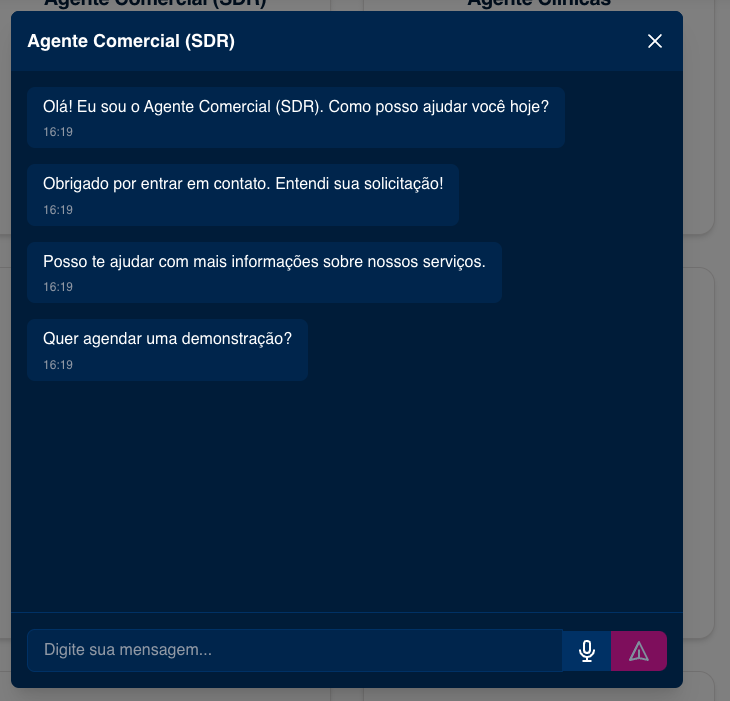 Agente Comercial (SDR)
Agente Clínicas
Agente Comercial (SDR)
Olá! Eu sou o Agente Comercial (SDR). Como posso ajudar você hoje?
16:19
Obrigado por entrar em contato. Entendi sua solicitação!
16:19
Posso te ajudar com mais informações sobre nossos serviços.
16:19
Quer agendar uma demonstração?
16:19
Digite sua mensagem...